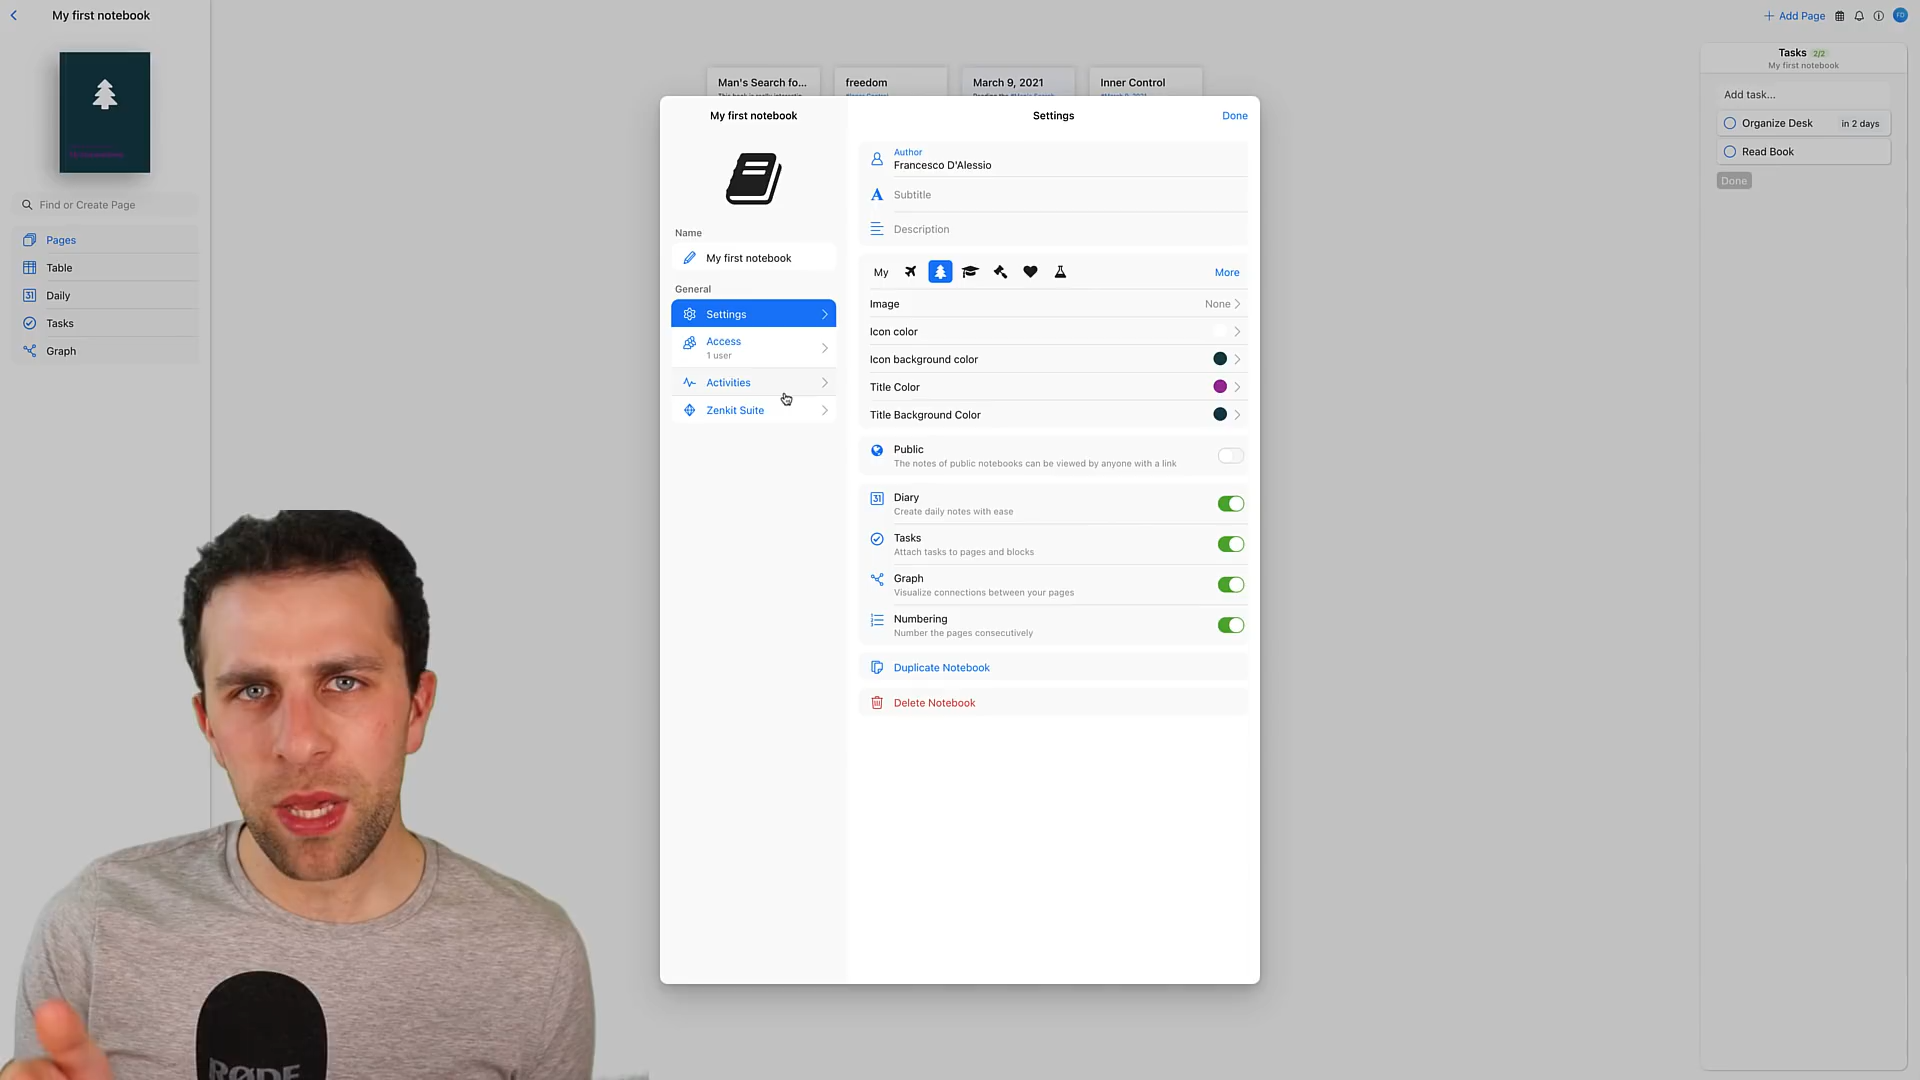 My first notebook
Find or Create Page
Pages
Table
31 Daily
Tasks
Graph
Man's Search fo...
freedom
March 9, 2021
Inner Control
My first notebook
Name
My first notebook
General
Settings
Access
1 user
Activities
Zenkit Suite
Settings
Done
Author
Francesco D'Alessio
A Subtitle
Description
My
More
Image
None
Icon color
Icon background color
Title Color
Title Background Color
Public
The notes of public notebooks can be viewed by anyone with a link
31 Diary
Create daily notes with ease
Tasks
Attach tasks to pages and blocks
Graph
Visualize connections between your pages
Numbering
Number the pages consecutively
Duplicate Notebook
Delete Notebook
+ Add Page
FD
Tasks 2/2
My first notebook
Add task...
Organize Desk
in 2 days
Read Book
Done
RØDE